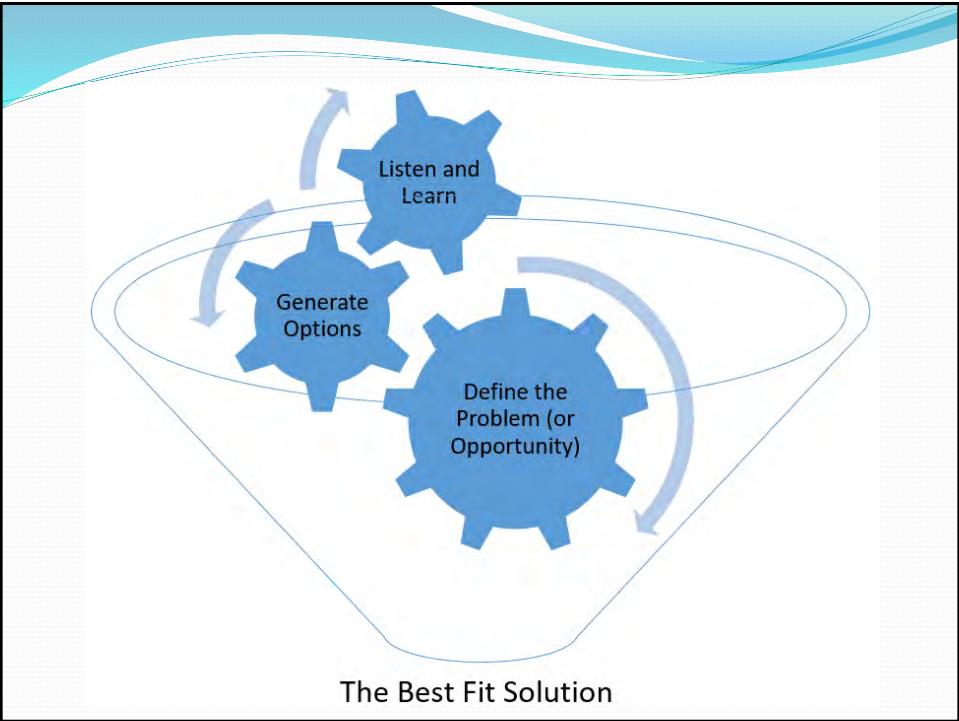 Listen and
Learn
Generate
Options
Define the
Problem (or
Opportunity)
The Best Fit Solution